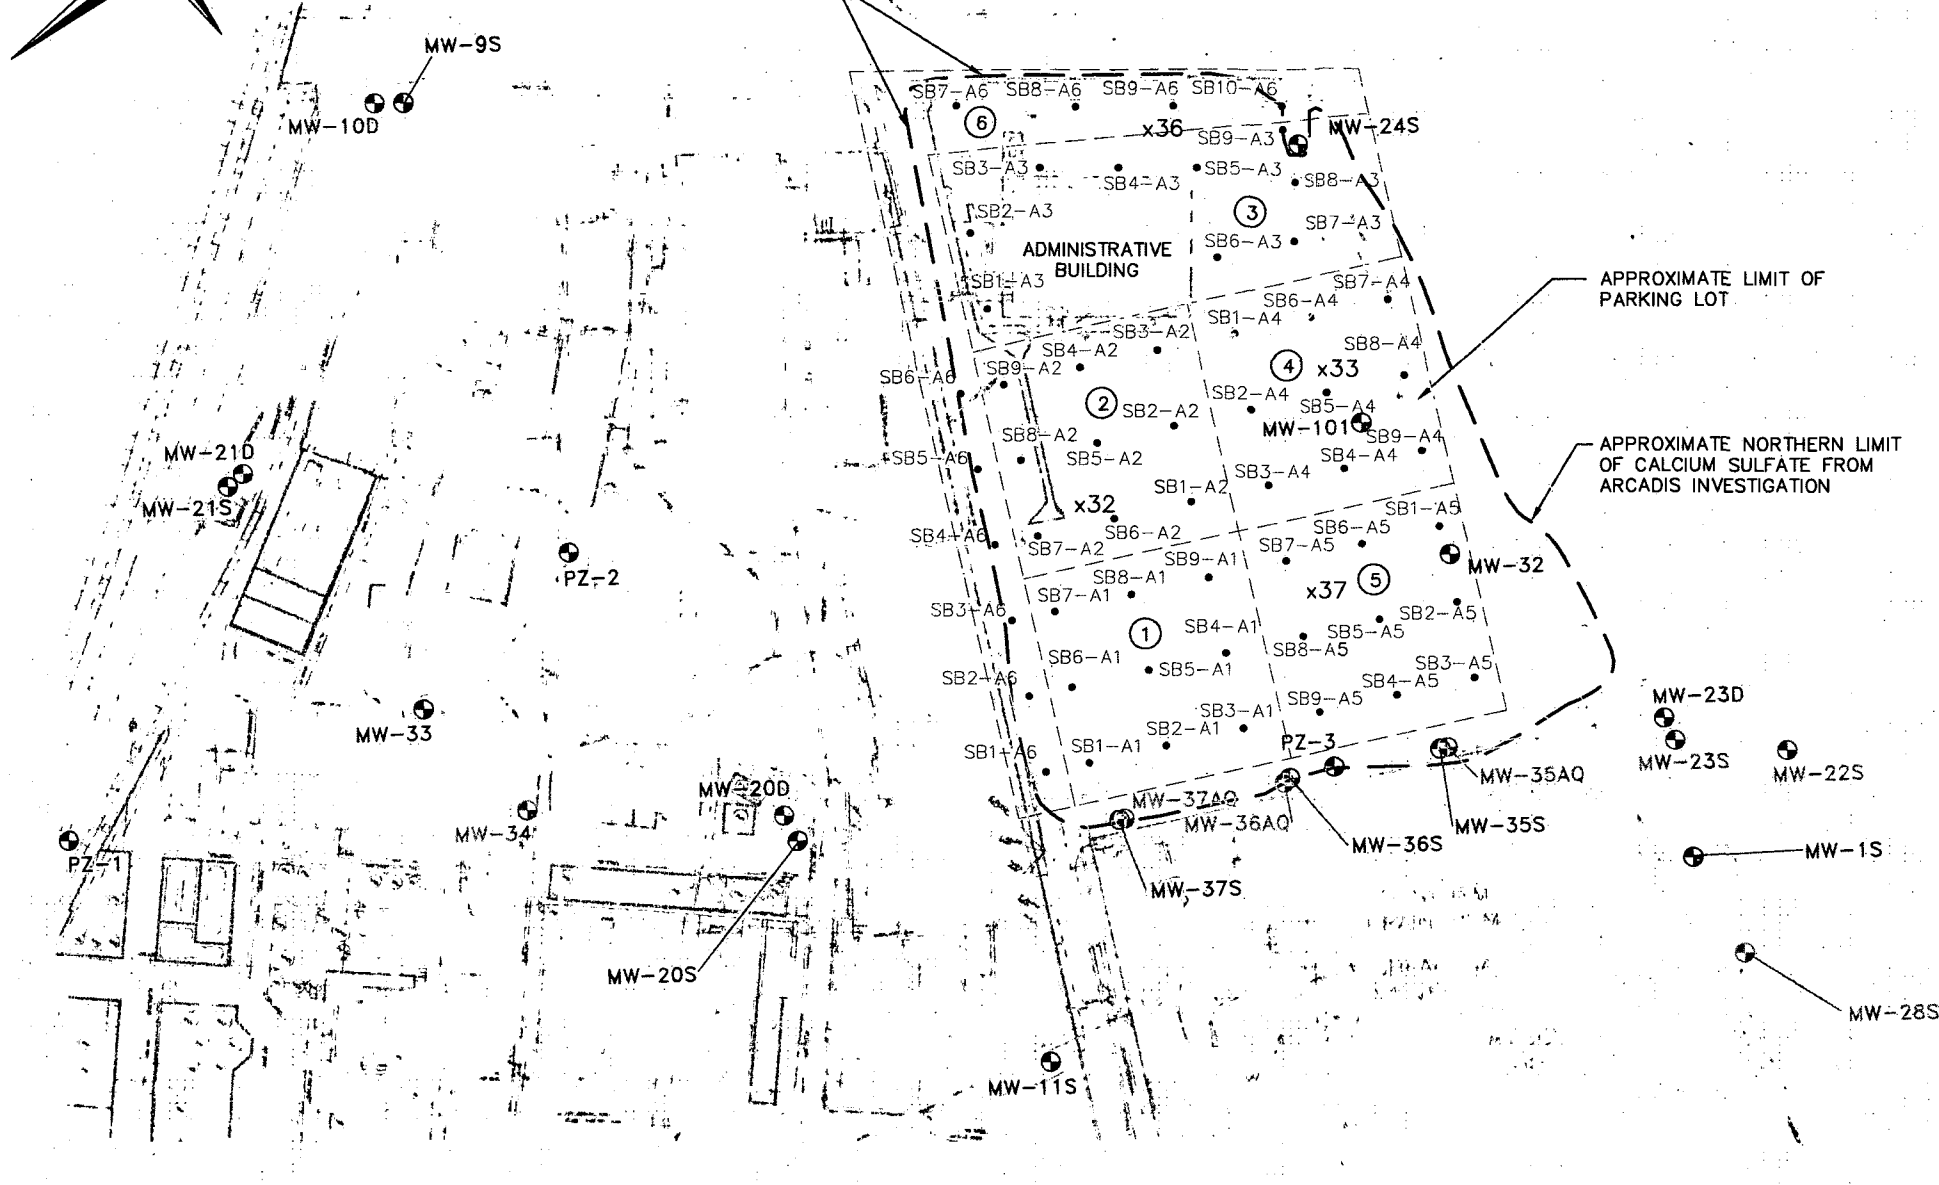 MW-9S
MW-10D
SB7-A6
SB8-A6
SB9-A6
SB10-A6
6
x36
MW-24S
SB9-A3
SB3-A3
SB4-A3
SB5-A3
SB8-A3
SB2-A3
3
SB7-A3
SB6-A3
ADMINISTRATIVE
BUILDING
SB1-A3
SB7-A4
APPROXIMATE LIMIT OF
PARKING LOT
SB6-A4
SB1-A4
SB3-A2
SB4-A2
SB8-A4
SB9-A2
SB6-A6
4
x33
SB2-A4
SB5-A4
2
SB2-A2
MW-101
SB9-A4
SB8-A2
SB5-A2
SB4-A4
SB5-A6
SB3-A4
APPROXIMATE NORTHERN LIMIT
OF CALCIUM SULFATE FROM
ARCADIS INVESTIGATION
MW-21D
MW-21S
SB1-A2
x32
SB1-A5
SB6-A5
SB6-A2
SB4-A6
SB7-A2
SB7-A5
SB9-A1
MW-32
PZ-2
SB8-A1
SB7-A1
x37
5
SB3-A6
SB2-A5
1
SB4-A1
SB5-A5
SB8-A5
SB6-A1
SB5-A1
SB3-A5
SB2-A6
SB4-A5
SB9-A5
MW-23D
SB3-A1
SB2-A1
MW-33
PZ-3
SB1-A6
SB1-A1
MW-23S
MW-22S
MW-35AQ
MW-20D
MW-37AQ
MW-36AQ
MW-35S
MW-34
MW-36S
MW-1S
PZ-1
MW-37S
MW-20S
MW-28S
MW-11S